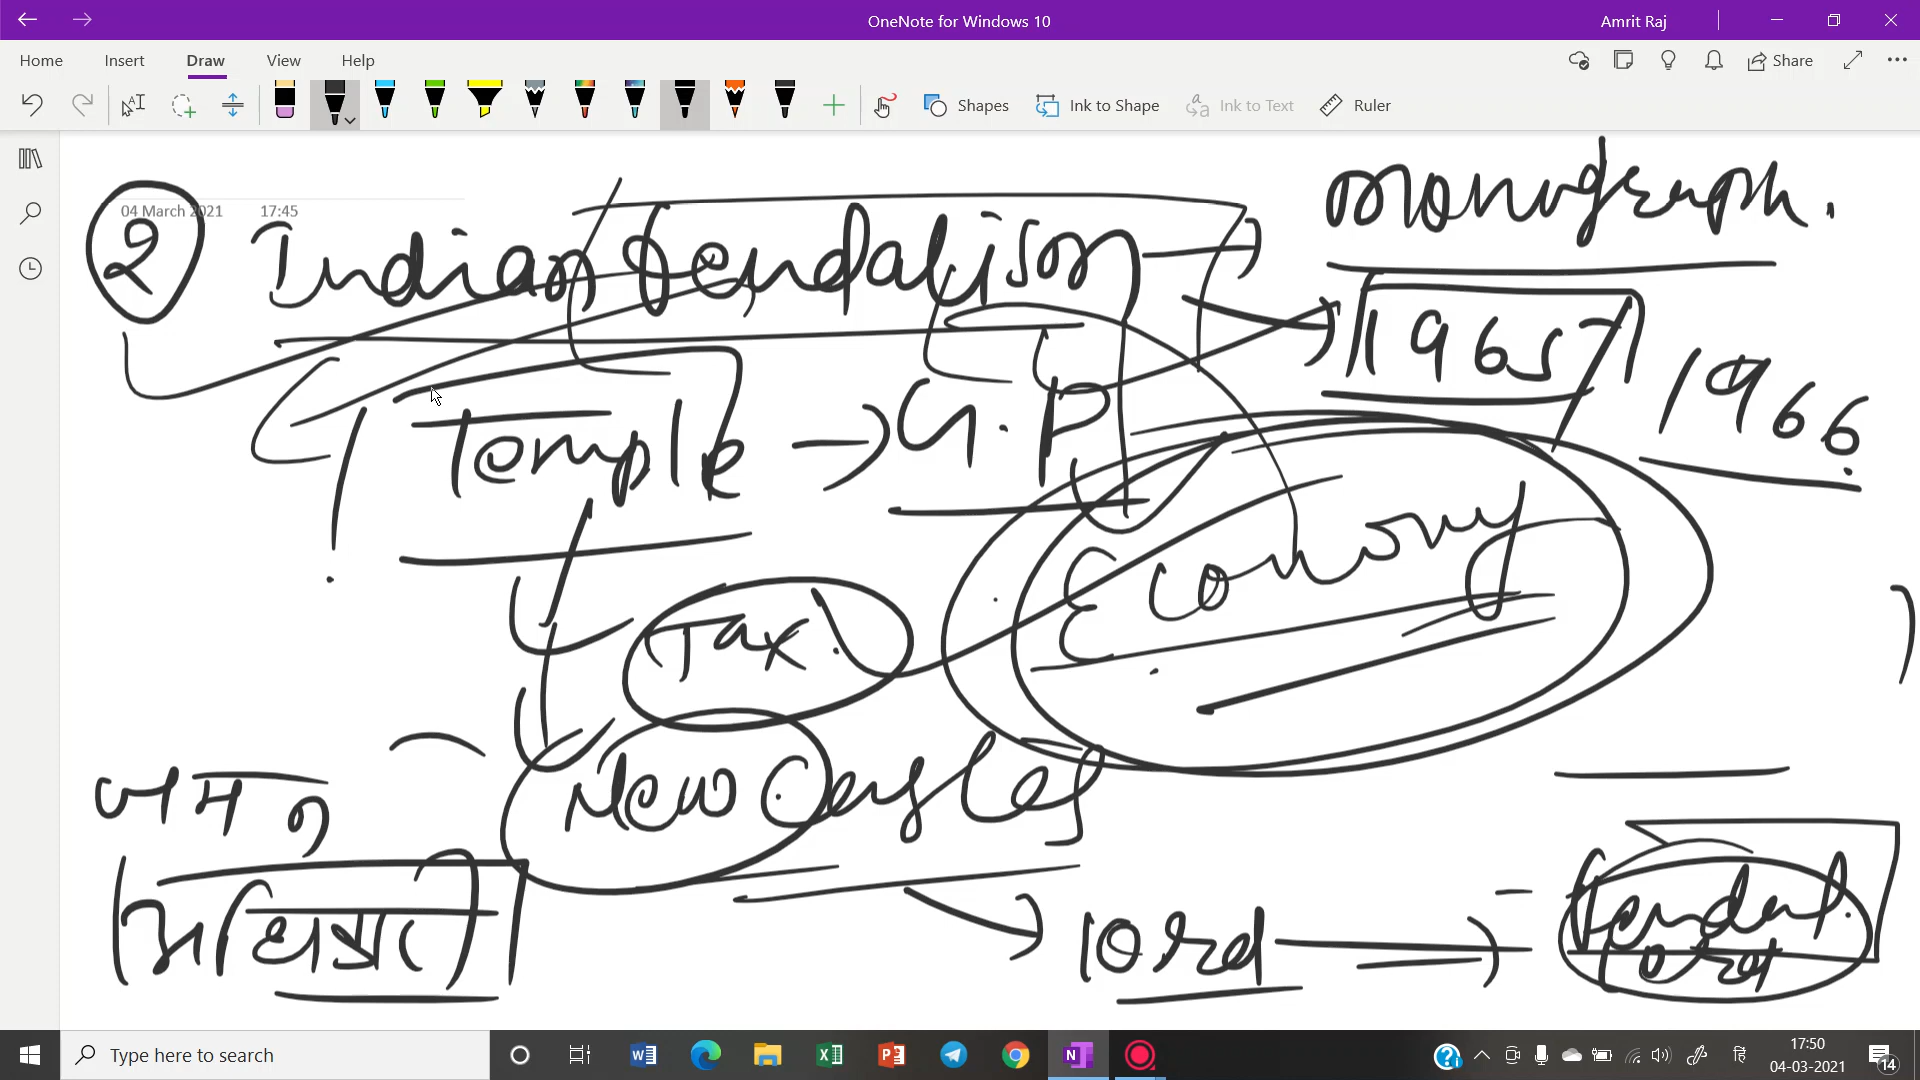 OneNote for Windows 10
Amrit Raj
Home Insert Draw View Help
Share
Shapes Ink to Shape Ink to Text Ruler
04 March 2021 17:45
monograph.
2 Indian feudalism
1965
1966
Temple → G.P
Economy
Tax
New
lord
Feudal
lord
Type here to search
17:50
04-03-2021
14